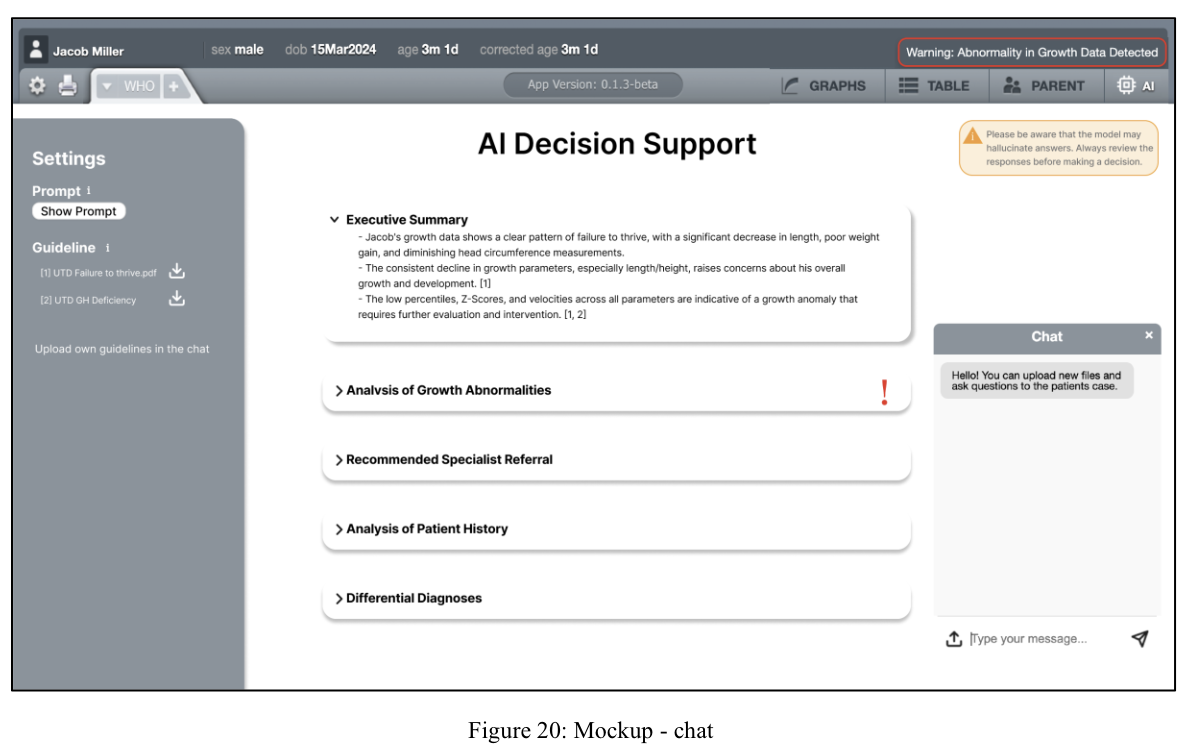 Jacob Miller sex male dob 15Mar2024 age 3m 1d corrected age 3m 1d
Warning: Abnormality in Growth Data Detected
WHO +
App Version: 0.1.3-beta
GRAPHS
TABLE
PARENT
AI
Settings
Prompt i
Show Prompt
Guideline i
[1] UTD Failure to thrive.pdf
[2] UTD GH Deficiency
Upload own guidelines in the chat
AI Decision Support
Please be aware that the model may
hallucinate answers. Always review the
responses before making a decision.
Executive Summary
- Jacob's growth data shows a clear pattern of failure to thrive, with a significant decrease in length, poor weight
gain, and diminishing head circumference measurements.
- The consistent decline in growth parameters, especially length/height, raises concerns about his overall
growth and development. [1]
- The low percentiles, Z-Scores, and velocities across all parameters are indicative of a growth anomaly that
requires further evaluation and intervention. [1, 2]
Analysis of Growth Abnormalities !
Recommended Specialist Referral
Analysis of Patient History
Differential Diagnoses
Chat ×
Hello! You can upload new files and
ask questions to the patients case.
Type your message...
Figure 20: Mockup - chat